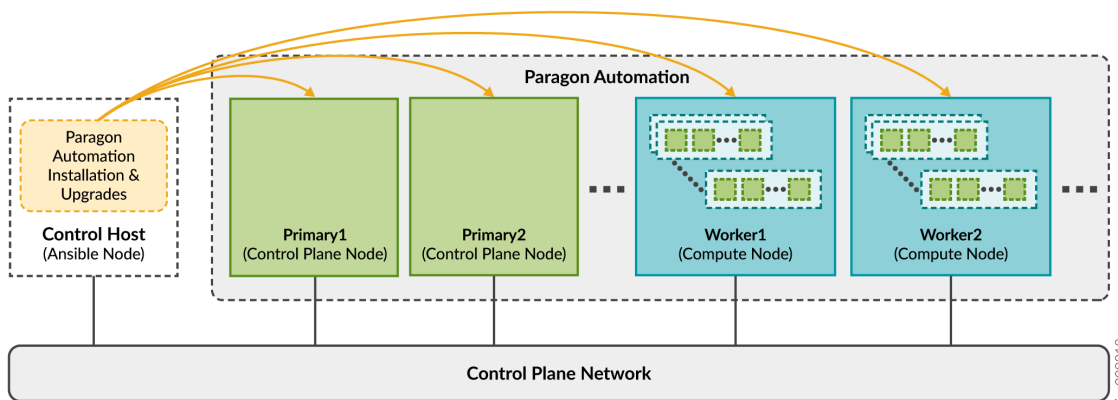 Paragon Automation
Paragon
Automation
Installation &
Upgrades
Control Host
(Ansible Node)
Primary1
(Control Plane Node)
Primary2
(Control Plane Node)
Worker1
(Compute Node)
Worker2
(Compute Node)
Control Plane Network